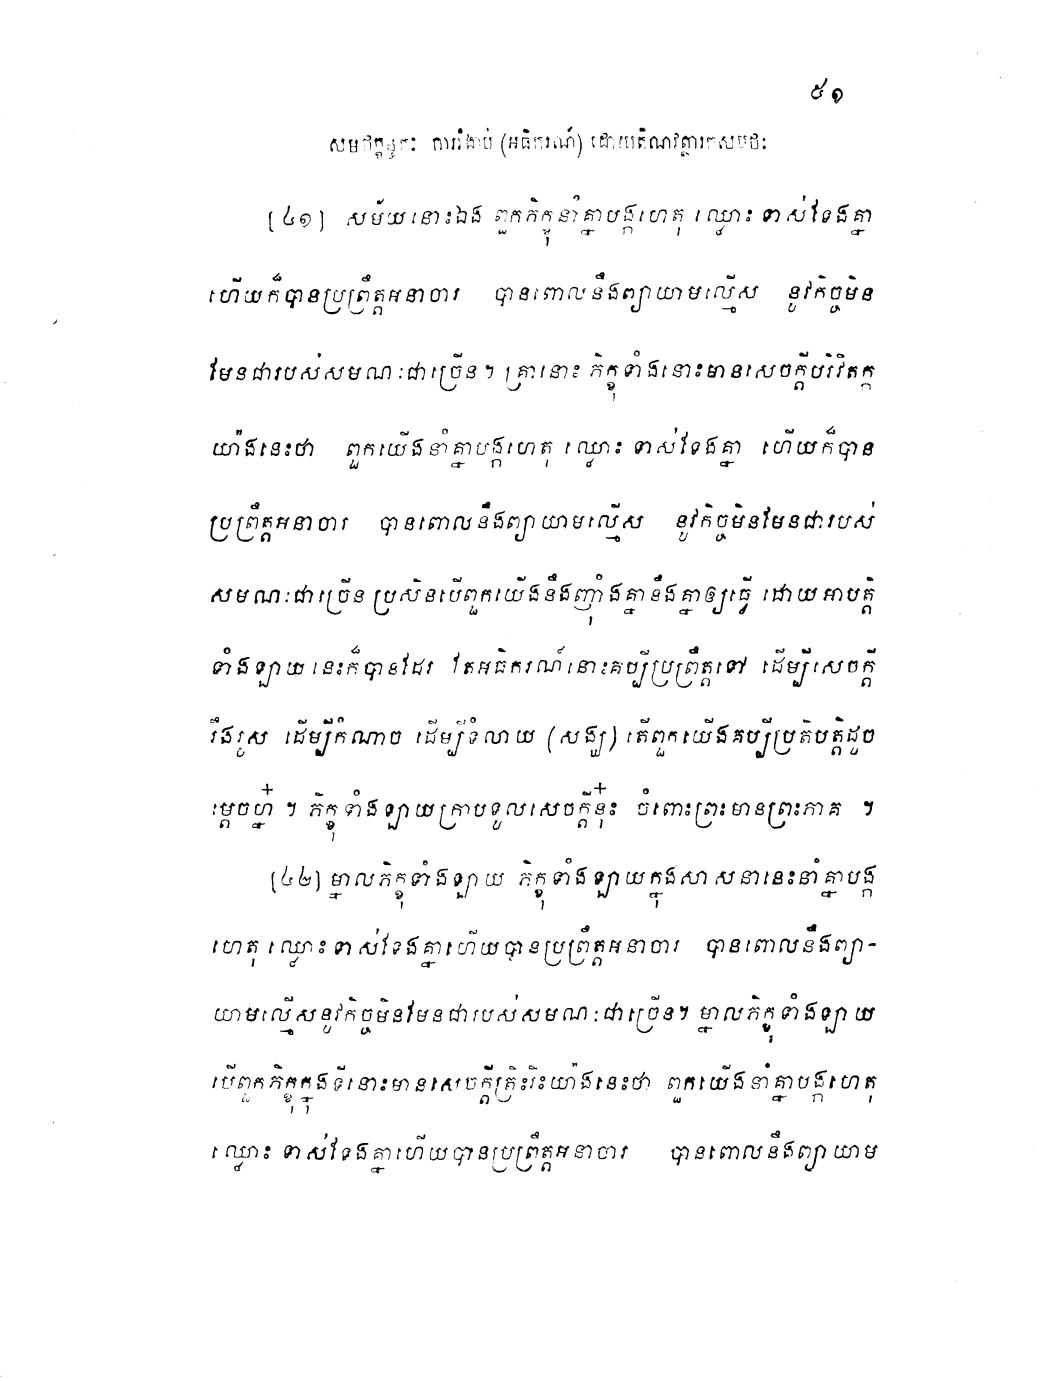 ៥១
សមថក្ខន្ធកៈ ការរំងាប់ (អធិករណ៍) ដោយតិណវត្ថារកសមថៈ
[៤១] សម័យនោះឯង ពួកភិក្ខុនាំគ្នាបង្កហេតុ ឈ្លោះ ទាស់ទែងគ្នា
ហើយក៏បានប្រព្រឹត្តអនាចារ បានពោលនឹងព្យាយាមល្មើស នូវកិច្ចមិន
មែនជារបស់សមណៈជាច្រើន។ គ្រានោះ ភិក្ខុទាំងនោះមានសេចក្តីបរិវិតក្ក
យ៉ាងនេះថា ពួកយើងនាំគ្នាបង្កហេតុ ឈ្លោះ ទាស់ទែងគ្នា ហើយក៏បាន
ប្រព្រឹត្តអនាចារ បានពោលនឹងព្យាយាមល្មើស នូវកិច្ចមិនមែនជារបស់
សមណៈជាច្រើន ប្រសិនបើពួកយើងនឹងញុំាងគ្នានឹងគ្នាឲ្យធ្វើ ដោយអាបត្តិ
ទាំងឡាយនេះក៏បានដែរ តែអធិករណ៍នោះគប្បីប្រព្រឹត្តទៅ ដើម្បីសេចក្តី
រឹងរូស ដើម្បីកំណាច ដើម្បីទំលាយ (សង្ឃ) តើពួកយើងគប្បីប្រតិបត្តិដូច
ម្តេចហ្ន៎ ។ ភិក្ខុទាំងឡាយក្រាបទូលសេចក្តីនុ៎ះ ចំពោះព្រះមានព្រះភាគ ។
[៤២] ម្នាលភិក្ខុទាំងឡាយ ភិក្ខុទាំងឡាយក្នុងសាសនានេះនាំគ្នាបង្ក
ហេតុ ឈ្លោះ ទាស់ទែងគ្នាហើយបានប្រព្រឹត្តអនាចារ បានពោលនឹងព្យា-
យាមល្មើសនូវកិច្ចមិនមែនជារបស់សមណៈជាច្រើន។ ម្នាលភិក្ខុទាំងឡាយ
បើពួកភិក្ខុក្នុងទីនោះមានសេចក្តីត្រិះរិះយ៉ាងនេះថា ពួកយើងនាំគ្នាបង្កហេតុ
ឈ្លោះ ទាស់ទែងគ្នាហើយបានប្រព្រឹត្តអនាចារ បានពោលនឹងព្យាយាម